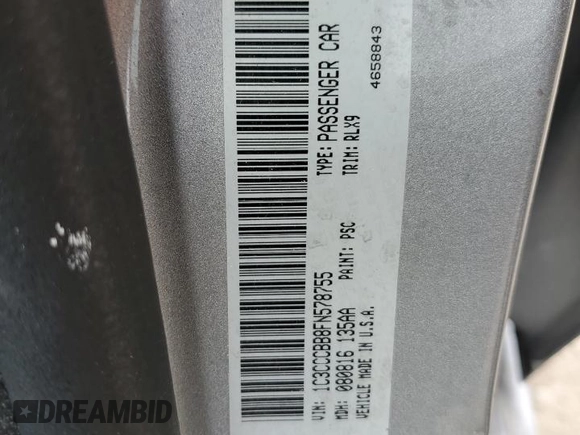 VIN: 1C3CCCBB8FN578755 TYPE: PASSENGER CAR
MDH: 080816 135AA PAINT: PSC TRIM: RLX9
VEHICLE MADE IN U.S.A. 4658843
DREAMBID